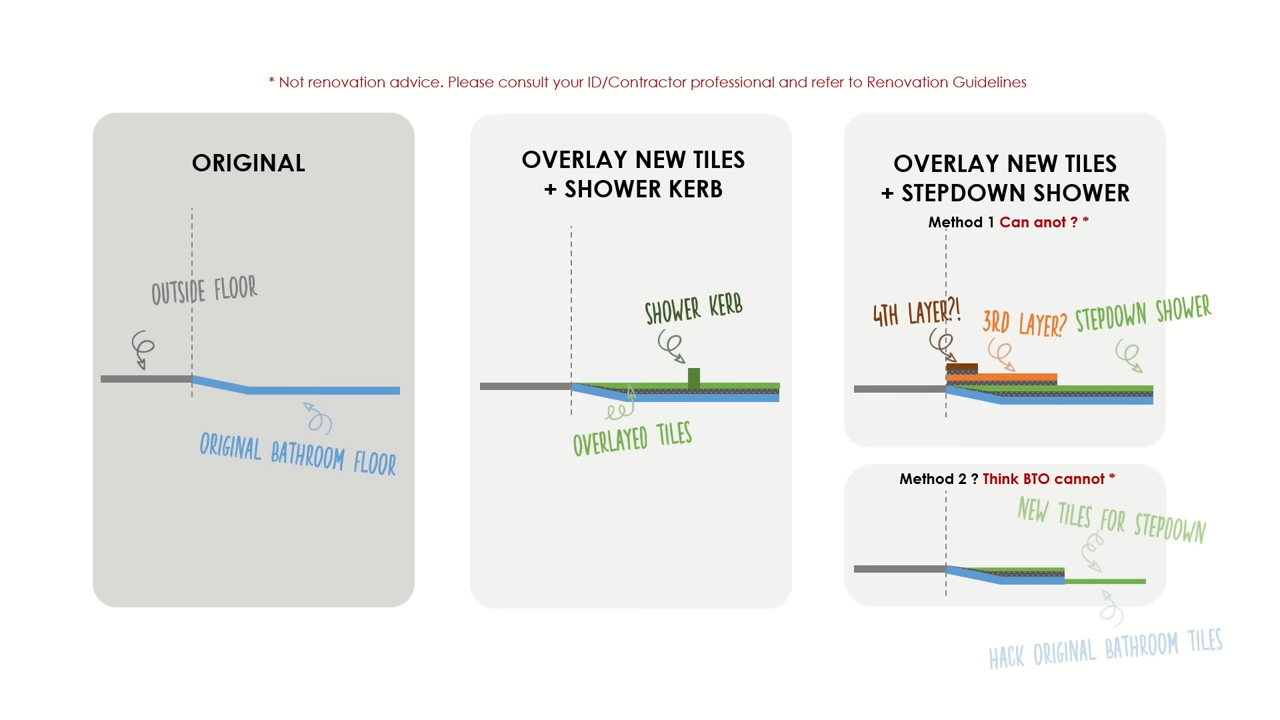 * Not renovation advice. Please consult your ID/Contractor professional and refer to Renovation Guidelines
ORIGINAL
OUTSIDE FLOOR
ORIGINAL BATHROOM FLOOR
OVERLAY NEW TILES
+ SHOWER KERB
SHOWER KERB
OVERLAYED TILES
OVERLAY NEW TILES
+ STEPDOWN SHOWER
Method 1 Can anot ? *
4TH LAYER?!
3RD LAYER?
STEPDOWN SHOWER
Method 2 ? Think BTO cannot *
NEW TILES FOR STEPDOWN
HACK ORIGINAL BATHROOM TILES